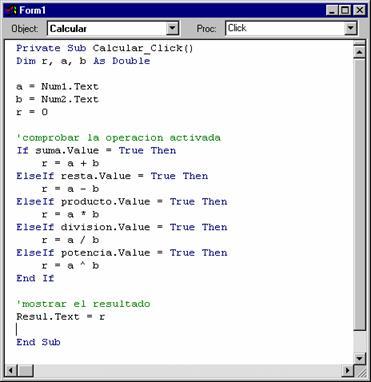 Form1
Object: Calcular Proc: Click
Private Sub Calcular_Click()
Dim r, a, b As Double
a = Num1.Text
b = Num2.Text
r = 0
'comprobar la operacion activada
If suma.Value = True Then
r = a + b
ElseIf resta.Value = True Then
r = a - b
ElseIf producto.Value = True Then
r = a * b
ElseIf division.Value = True Then
r = a / b
ElseIf potencia.Value = True Then
r = a ^ b
End If
'mostrar el resultado
Resul.Text = r
End Sub